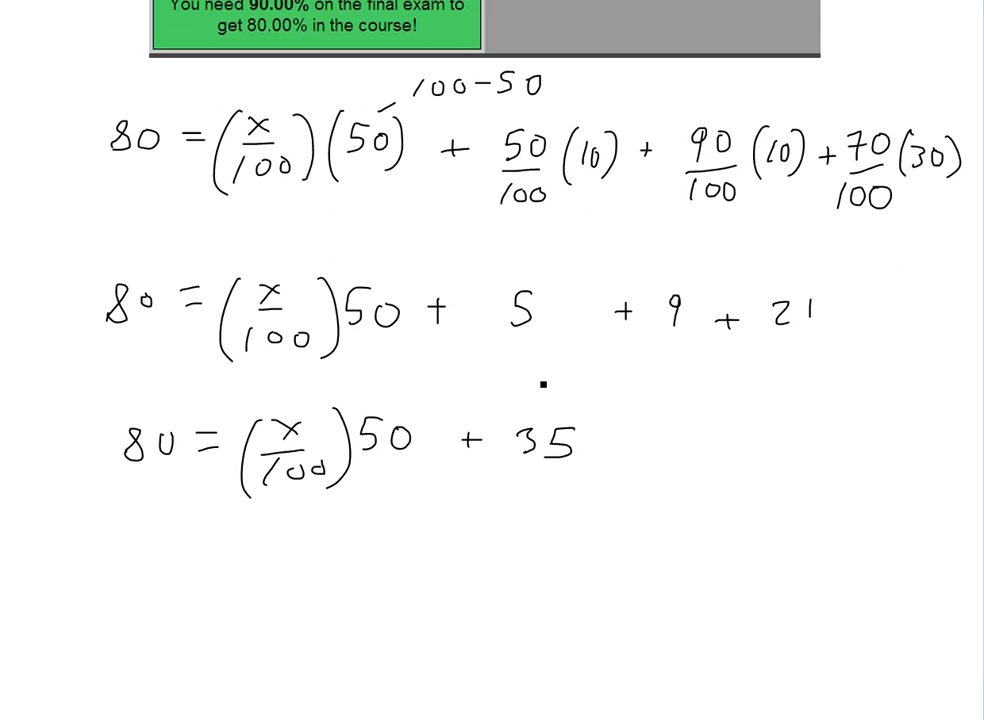 You need 90.00% on the final exam to
get 80.00% in the course!
100-50
80 = (x/100)(50) + 50/100 (10) + 90/100 (10) + 70/100 (30)
80 = (x/100)50 + 5 + 9 + 21
80 = (x/100)50 + 35